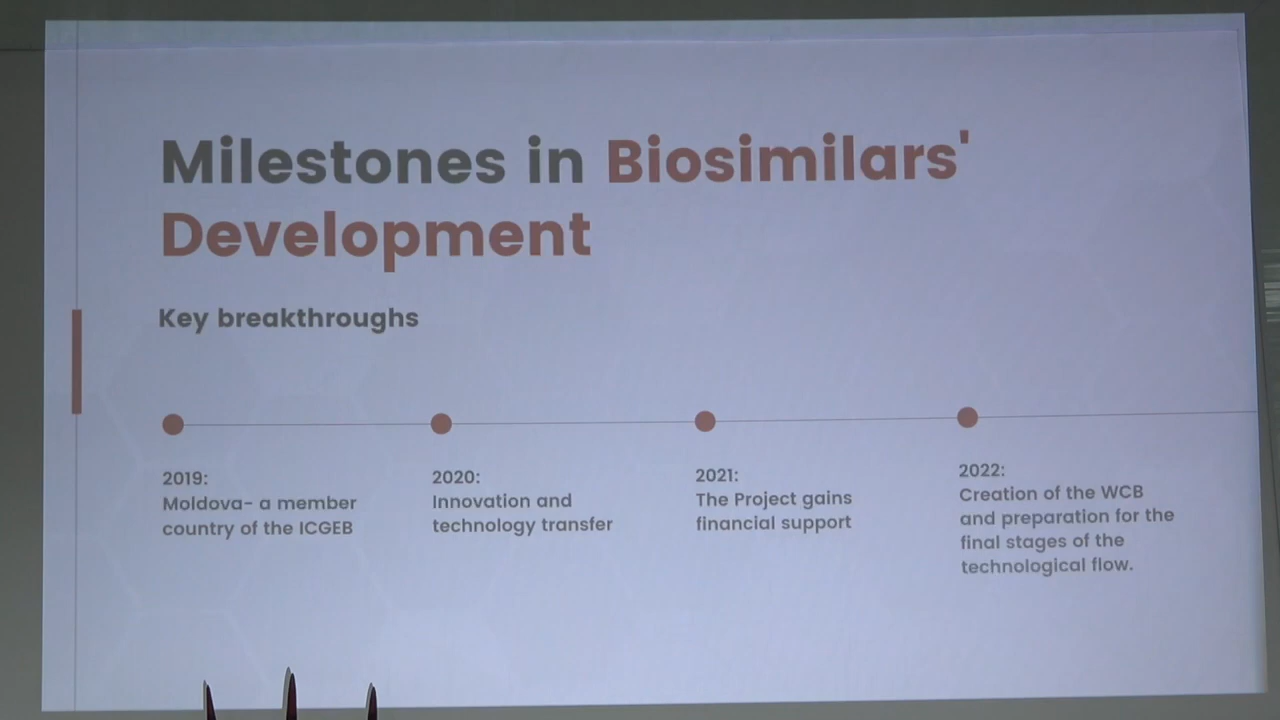 Milestones in Biosimilars'
Development
Key breakthroughs
2019:
Moldova- a member
country of the ICGEB
2020:
Innovation and
technology transfer
2021:
The Project gains
financial support
2022:
Creation of the WCB
and preparation for the
final stages of the
technological flow.